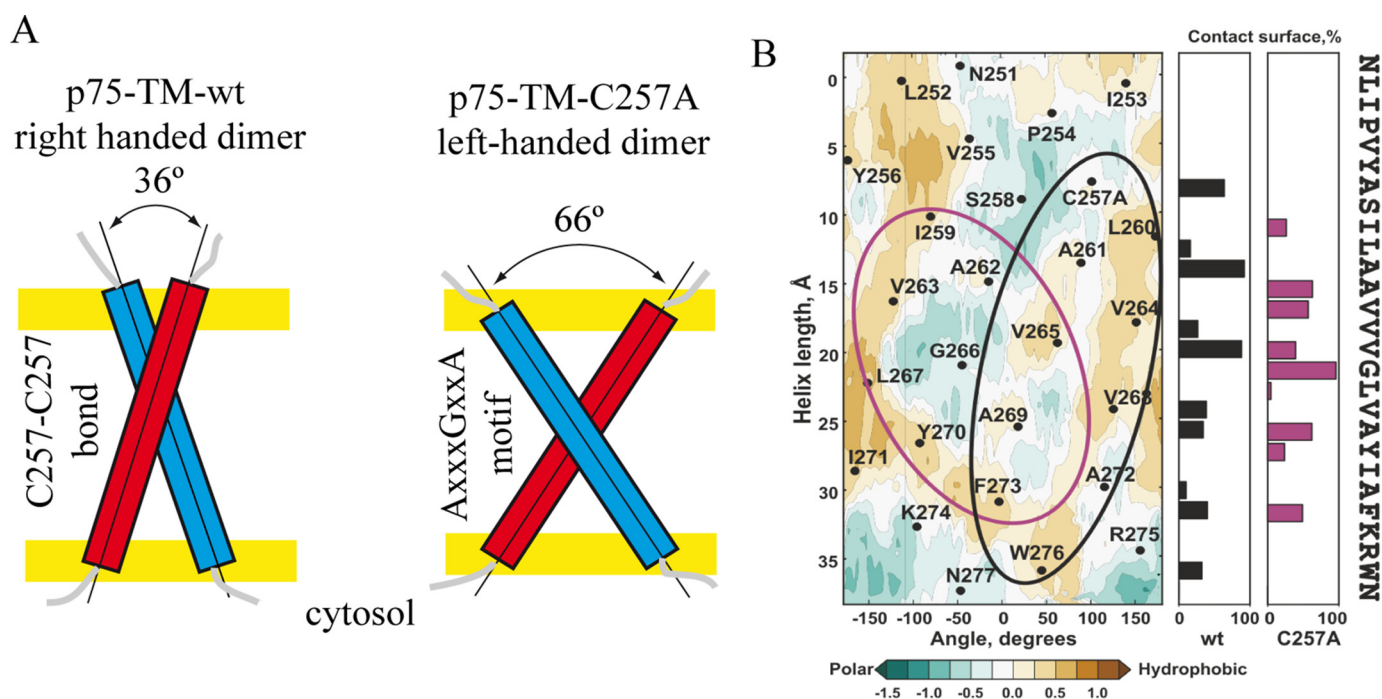 A
p75-TM-wt
right handed dimer
36º
C257-C257
bond
p75-TM-C257A
left-handed dimer
66º
AxxxGxxA
motif
cytosol
B
Contact surface,%
Helix length, Å
0
5
10
15
20
25
30
35
N251
L252
I253
P254
V255
Y256
C257A
S258
I259
L260
A261
A262
V263
V264
V265
G266
L267
V268
A269
Y270
I271
A272
F273
K274
R275
W276
N277
-150 -100 -50 0 50 100 150
Angle, degrees
0 100
wt
0 100
C257A
NLIPVYASILAAVVVGLVAYIAFKRWN
Polar
Hydrophobic
-1.5 -1.0 -0.5 0.0 0.5 1.0